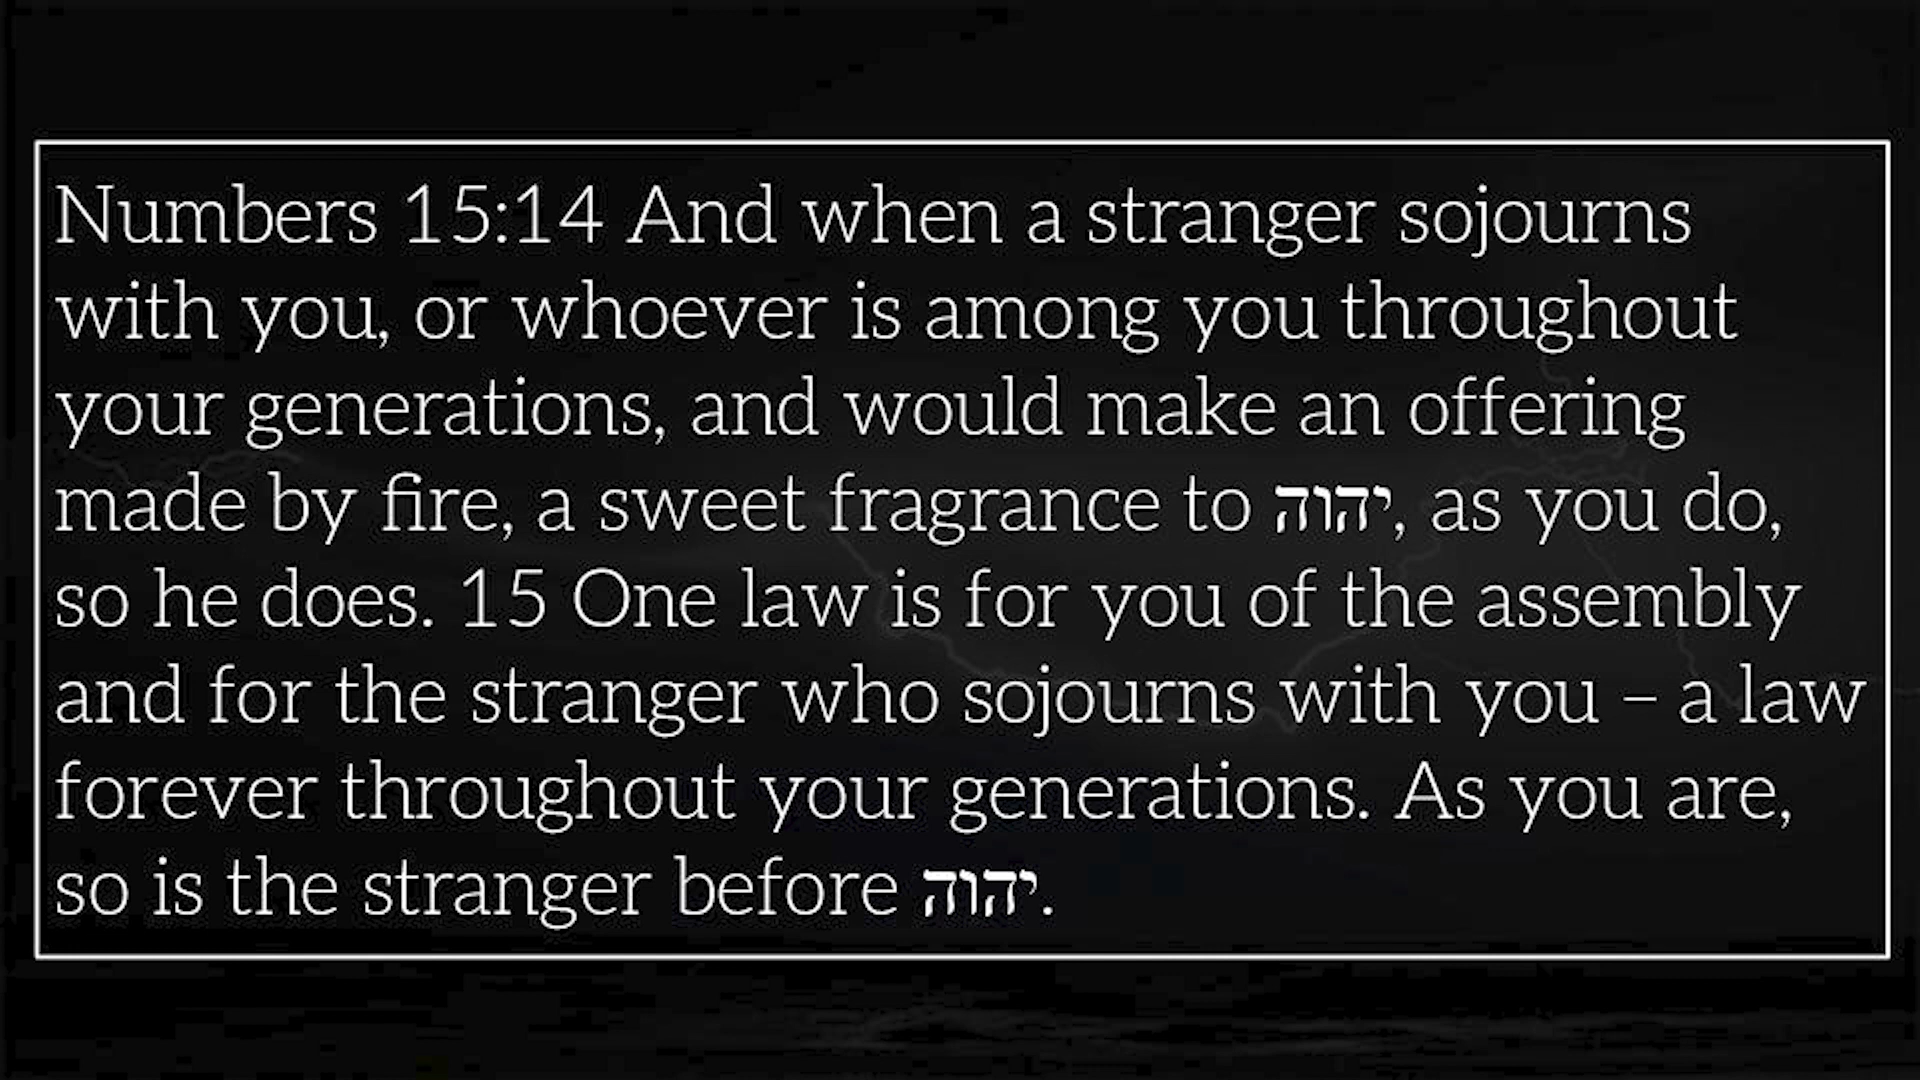 Numbers 15:14 And when a stranger sojourns
with you, or whoever is among you throughout
your generations, and would make an offering
made by fire, a sweet fragrance to יהוה, as you do,
so he does. 15 One law is for you of the assembly
and for the stranger who sojourns with you – a law
forever throughout your generations. As you are,
so is the stranger before יהוה.